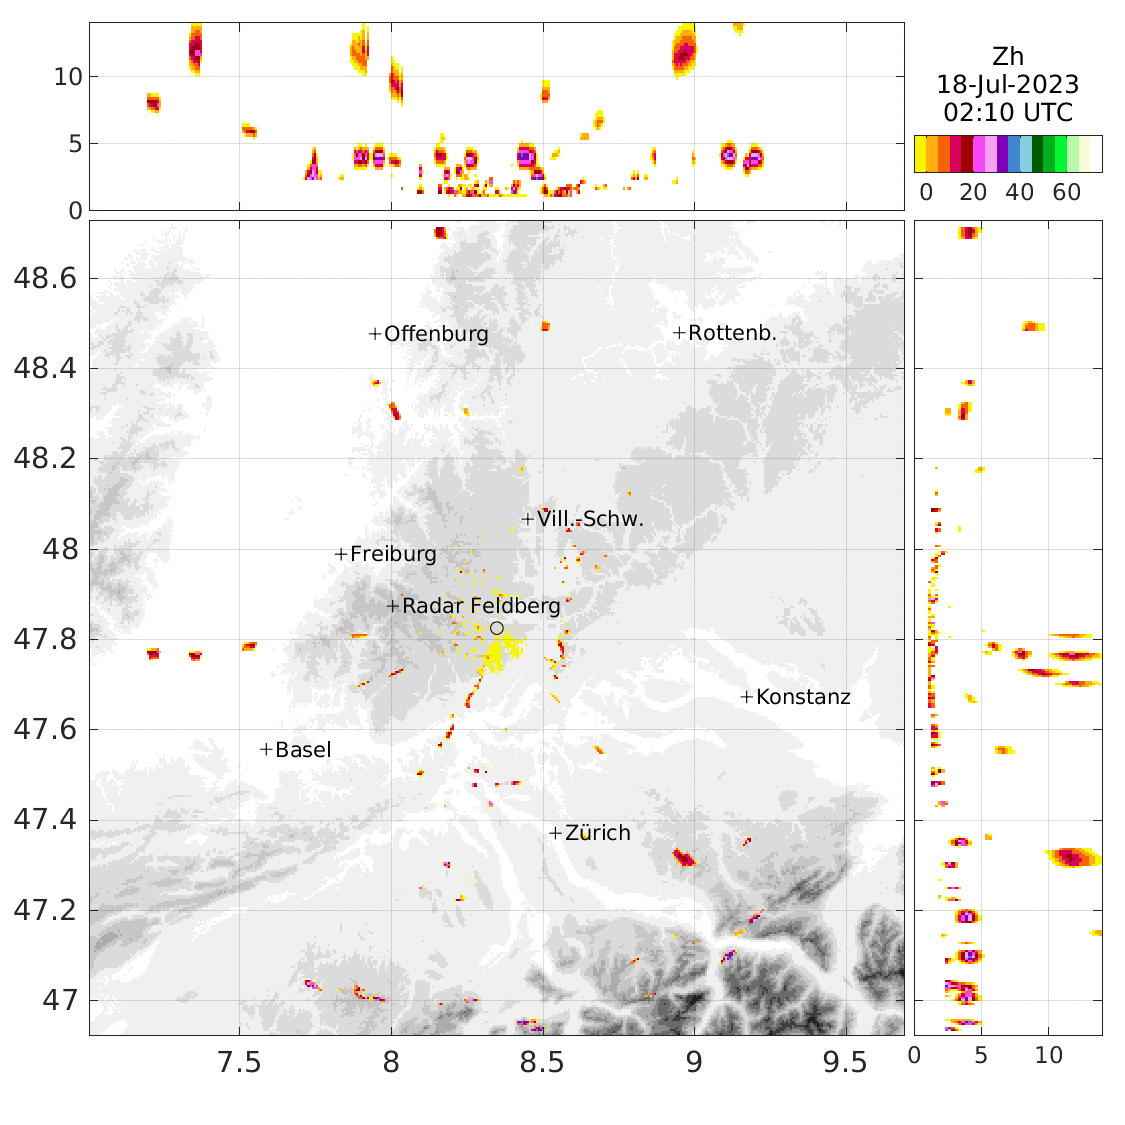 Zh
18-Jul-2023
02:10 UTC
10
5
0
0 20 40 60
48.6
48.4
48.2
48
47.8
47.6
47.4
47.2
47
+Offenburg
+Rottenb.
+Vill.-Schw.
+Freiburg
+Radar Feldberg
+Konstanz
+Basel
+Zürich
7.5 8 8.5 9 9.5
0 5 10